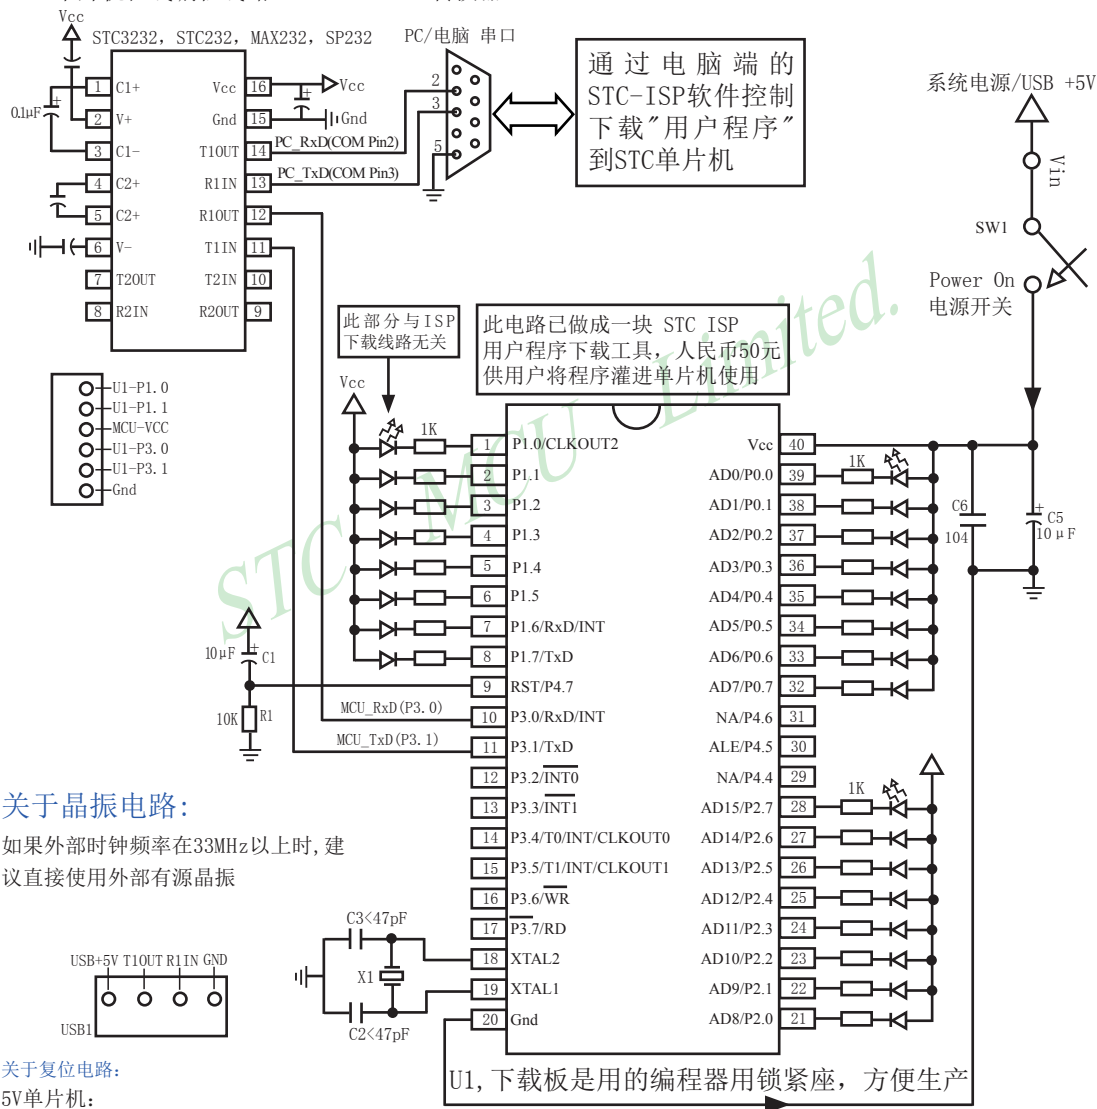 Vcc
STC3232, STC232, MAX232, SP232
PC/电脑 串口
1 C1+ Vcc 16 Vcc
0.1μF
2 V+ Gnd 15 Gnd
3 C1- T1OUT 14 PC_RxD(COM Pin2)
4 C2+ R1IN 13 PC_TxD(COM Pin3)
5 C2+ R1OUT 12
6 V- T1IN 11
7 T2OUT T2IN 10
8 R2IN R2OUT 9
2
3
5
通过电脑端的
STC-ISP软件控制
下载"用户程序"
到STC单片机
系统电源/USB +5V
Vin
SW1
Power On
电源开关
此部分与ISP
下载线路无关
此电路已做成一块 STC ISP
用户程序下载工具, 人民币50元
供用户将程序灌进单片机使用
STC MCU Limited.
U1-P1.0
U1-P1.1
MCU-VCC
U1-P3.0
U1-P3.1
Gnd
Vcc
1K
1 P1.0/CLKOUT2 Vcc 40
2 P1.1 AD0/P0.0 39 1K
3 P1.2 AD1/P0.1 38
4 P1.3 AD2/P0.2 37
5 P1.4 AD3/P0.3 36
6 P1.5 AD4/P0.4 35
7 P1.6/RxD/INT AD5/P0.5 34
8 P1.7/TxD AD6/P0.6 33
9 RST/P4.7 AD7/P0.7 32
MCU_RxD(P3.0) 10 P3.0/RxD/INT NA/P4.6 31
MCU_TxD(P3.1) 11 P3.1/TxD ALE/P4.5 30
12 P3.2/INT0 NA/P4.4 29
13 P3.3/INT1 AD15/P2.7 28 1K
14 P3.4/T0/INT/CLKOUT0 AD14/P2.6 27
15 P3.5/T1/INT/CLKOUT1 AD13/P2.5 26
16 P3.6/WR AD12/P2.4 25
17 P3.7/RD AD11/P2.3 24
18 XTAL2 AD10/P2.2 23
19 XTAL1 AD9/P2.1 22
20 Gnd AD8/P2.0 21
C6
104
C5
10μF
10μF C1
10K R1
关于晶振电路:
如果外部时钟频率在33MHz以上时, 建
议直接使用外部有源晶振
C3<47pF
X1
C2<47pF
USB+5V T1OUT R1IN GND
USB1
关于复位电路:
5V单片机:
U1, 下载板是用的编程器用锁紧座, 方便生产